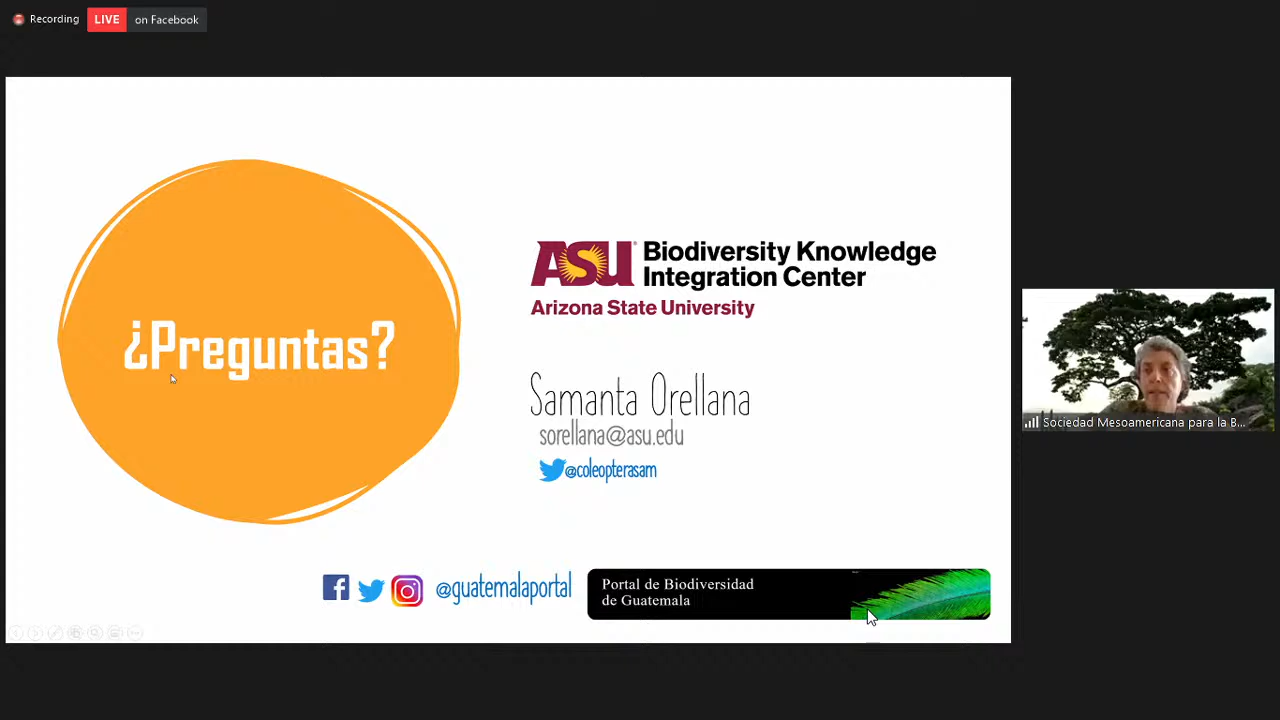 Recording
LIVE on Facebook
¿Preguntas?
ASU Biodiversity Knowledge
Integration Center
Arizona State University
Samanta Orellana
sorellana@asu.edu
@coleopterasam
@guatemalaportal
Portal de Biodiversidad
de Guatemala
Sociedad Mesoamericana para la B...